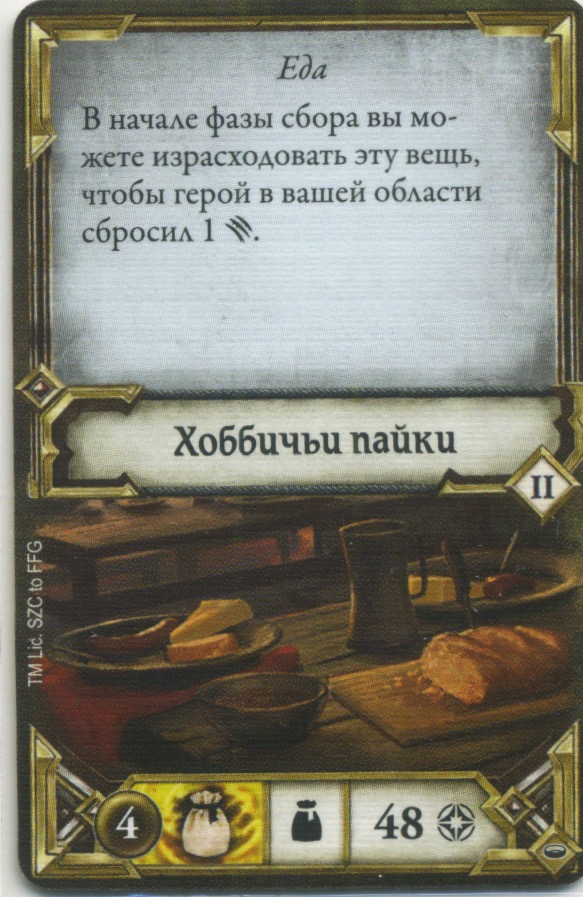 Еда
В начале фазы сбора вы мо-
жете израсходовать эту вещь,
чтобы герой в вашей области
сбросил 1 .
Хоббичьи пайки
II
TM Lic. SZC to FFG
4
48